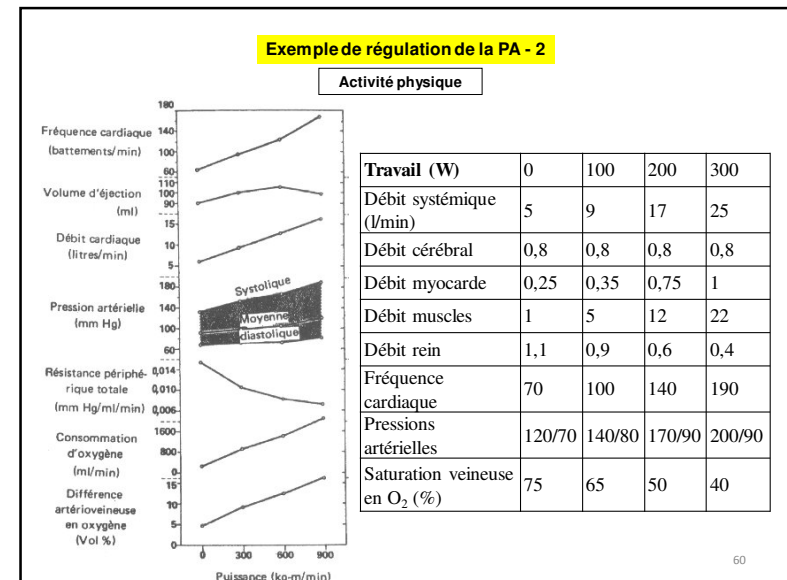 Exemple de régulation de la PA - 2
Activité physique
180
Fréquence cardiaque 140
(battements/min) 100
60
110
Volume d'éjection 100
(ml) 90
15
Débit cardiaque 10
(litres/min)
5
180
Systolique
Pression artérielle 140
(mm Hg) 100
Moyenne
diastolique
60
Résistance périphé- 0,014
rique totale 0,010
(mm Hg/ml/min) 0,006
Consommation 1600
d'oxygène 800
(ml/min) 0
15
Différence
artérioveineuse 10
en oxygène 5
(Vol %)
0
0 300 600 900
Puissance (kg-m/min)
Travail (W) 0 100 200 300
Débit systémique
(l/min) 5 9 17 25
Débit cérébral 0,8 0,8 0,8 0,8
Débit myocarde 0,25 0,35 0,75 1
Débit muscles 1 5 12 22
Débit rein 1,1 0,9 0,6 0,4
Fréquence
cardiaque 70 100 140 190
Pressions
artérielles 120/70 140/80 170/90 200/90
Saturation veineuse
en O₂ (%) 75 65 50 40
60